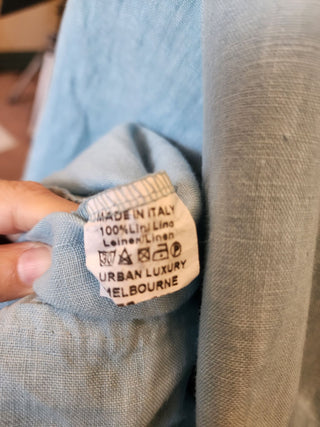 MADE IN ITALY
100%Lin/Lino
Leinen/Linen
URBAN LUXURY
MELBOURNE